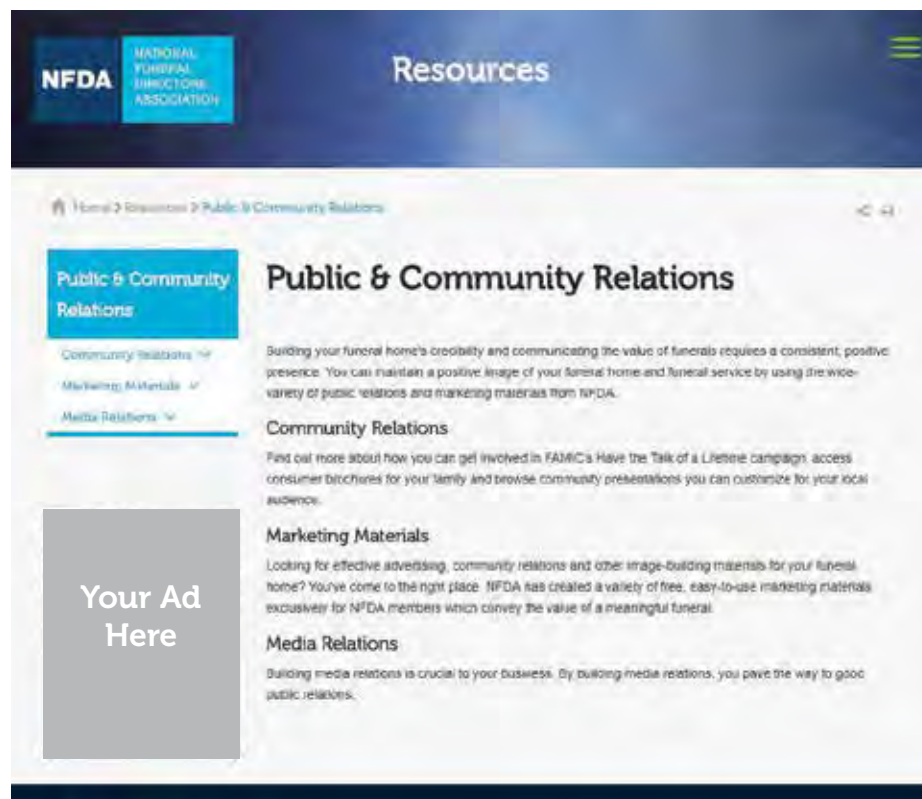 NFDA
NATIONAL
FUNERAL
DIRECTORS
ASSOCIATION
Resources
Home > Resources > Public & Community Relations
Public & Community
Relations
Community Relations
Marketing Materials
Media Relations
Your Ad
Here
Public & Community Relations
Building your funeral home's credibility and communicating the value of funerals requires a consistent, positive
presence. You can maintain a positive image of your funeral home and funeral service by using the wide-
variety of public relations and marketing materials from NFDA.
Community Relations
Find out more about how you can get involved in FAMIC's Have the Talk of a Lifetime campaign, access
consumer brochures for your family and browse community presentations you can customize for your local
audience.
Marketing Materials
Looking for effective advertising, community relations and other image-building materials for your funeral
home? You've come to the right place. NFDA has created a variety of free, easy-to-use marketing materials
exclusively for NFDA members which convey the value of a meaningful funeral.
Media Relations
Building media relations is crucial to your business. By building media relations, you pave the way to good
public relations.